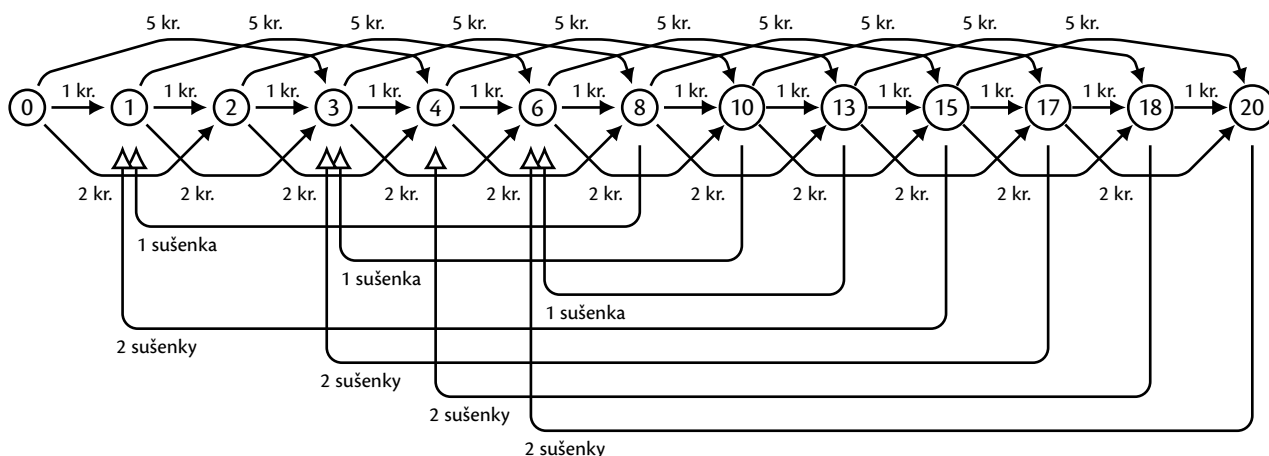 5 kr. 5 kr. 5 kr. 5 kr. 5 kr. 5 kr. 5 kr. 5 kr. 5 kr. 5 kr.
1 kr. 1 kr. 1 kr. 1 kr. 1 kr. 1 kr. 1 kr. 1 kr. 1 kr. 1 kr. 1 kr. 1 kr.
0 1 2 3 4 6 8 10 13 15 17 18 20
2 kr. 2 kr. 2 kr. 2 kr. 2 kr. 2 kr. 2 kr. 2 kr. 2 kr. 2 kr. 2 kr.
1 sušenka
1 sušenka
1 sušenka
2 sušenky
2 sušenky
2 sušenky
2 sušenky